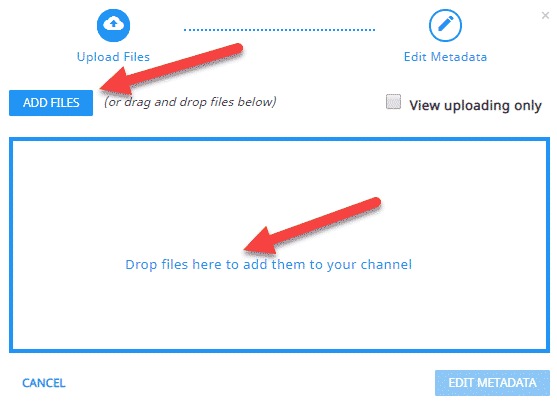 ×
Upload Files
Edit Metadata
ADD FILES (or drag and drop files below)
View uploading only
Drop files here to add them to your channel
CANCEL
EDIT METADATA